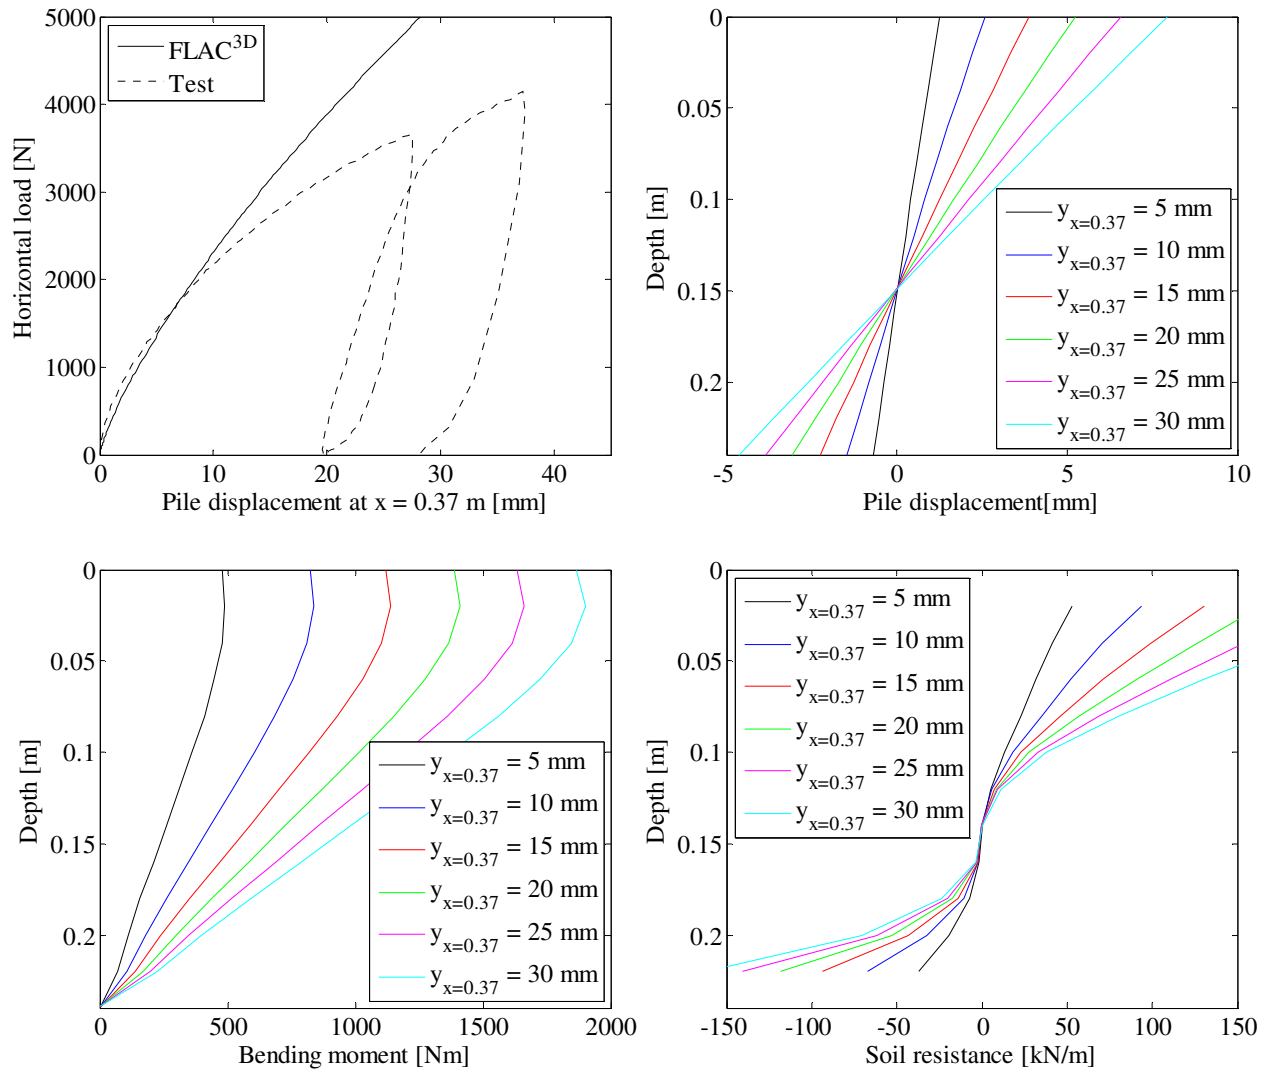 5000
4000
3000
2000
1000
0
FLAC3D
Test
Horizontal load [N]
0 10 20 30 40
Pile displacement at x = 0.37 m [mm]
0
0.05
0.1
0.15
0.2
Depth [m]
yx=0.37 = 5 mm
yx=0.37 = 10 mm
yx=0.37 = 15 mm
yx=0.37 = 20 mm
yx=0.37 = 25 mm
yx=0.37 = 30 mm
-5 0 5 10
Pile displacement[mm]
0
0.05
0.1
0.15
0.2
Depth [m]
yx=0.37 = 5 mm
yx=0.37 = 10 mm
yx=0.37 = 15 mm
yx=0.37 = 20 mm
yx=0.37 = 25 mm
yx=0.37 = 30 mm
0 500 1000 1500 2000
Bending moment [Nm]
0
0.05
0.1
0.15
0.2
Depth [m]
yx=0.37 = 5 mm
yx=0.37 = 10 mm
yx=0.37 = 15 mm
yx=0.37 = 20 mm
yx=0.37 = 25 mm
yx=0.37 = 30 mm
-150 -100 -50 0 50 100 150
Soil resistance [kN/m]